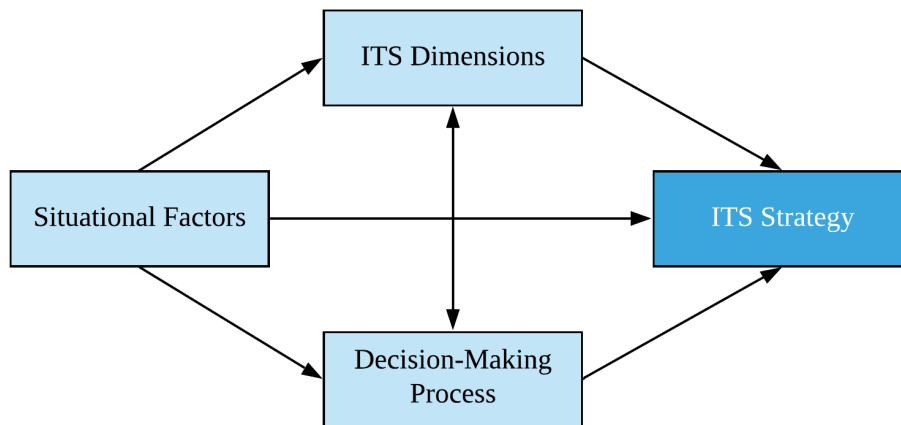 ITS Dimensions
Situational Factors
ITS Strategy
Decision-Making
Process